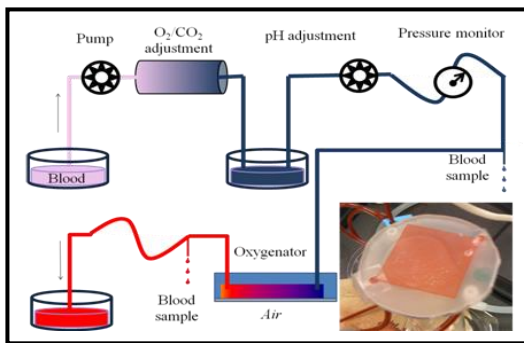 Pump
O₂/CO₂
adjustment
pH adjustment
Pressure monitor
Blood
Blood
sample
Oxygenator
Blood
sample
Air